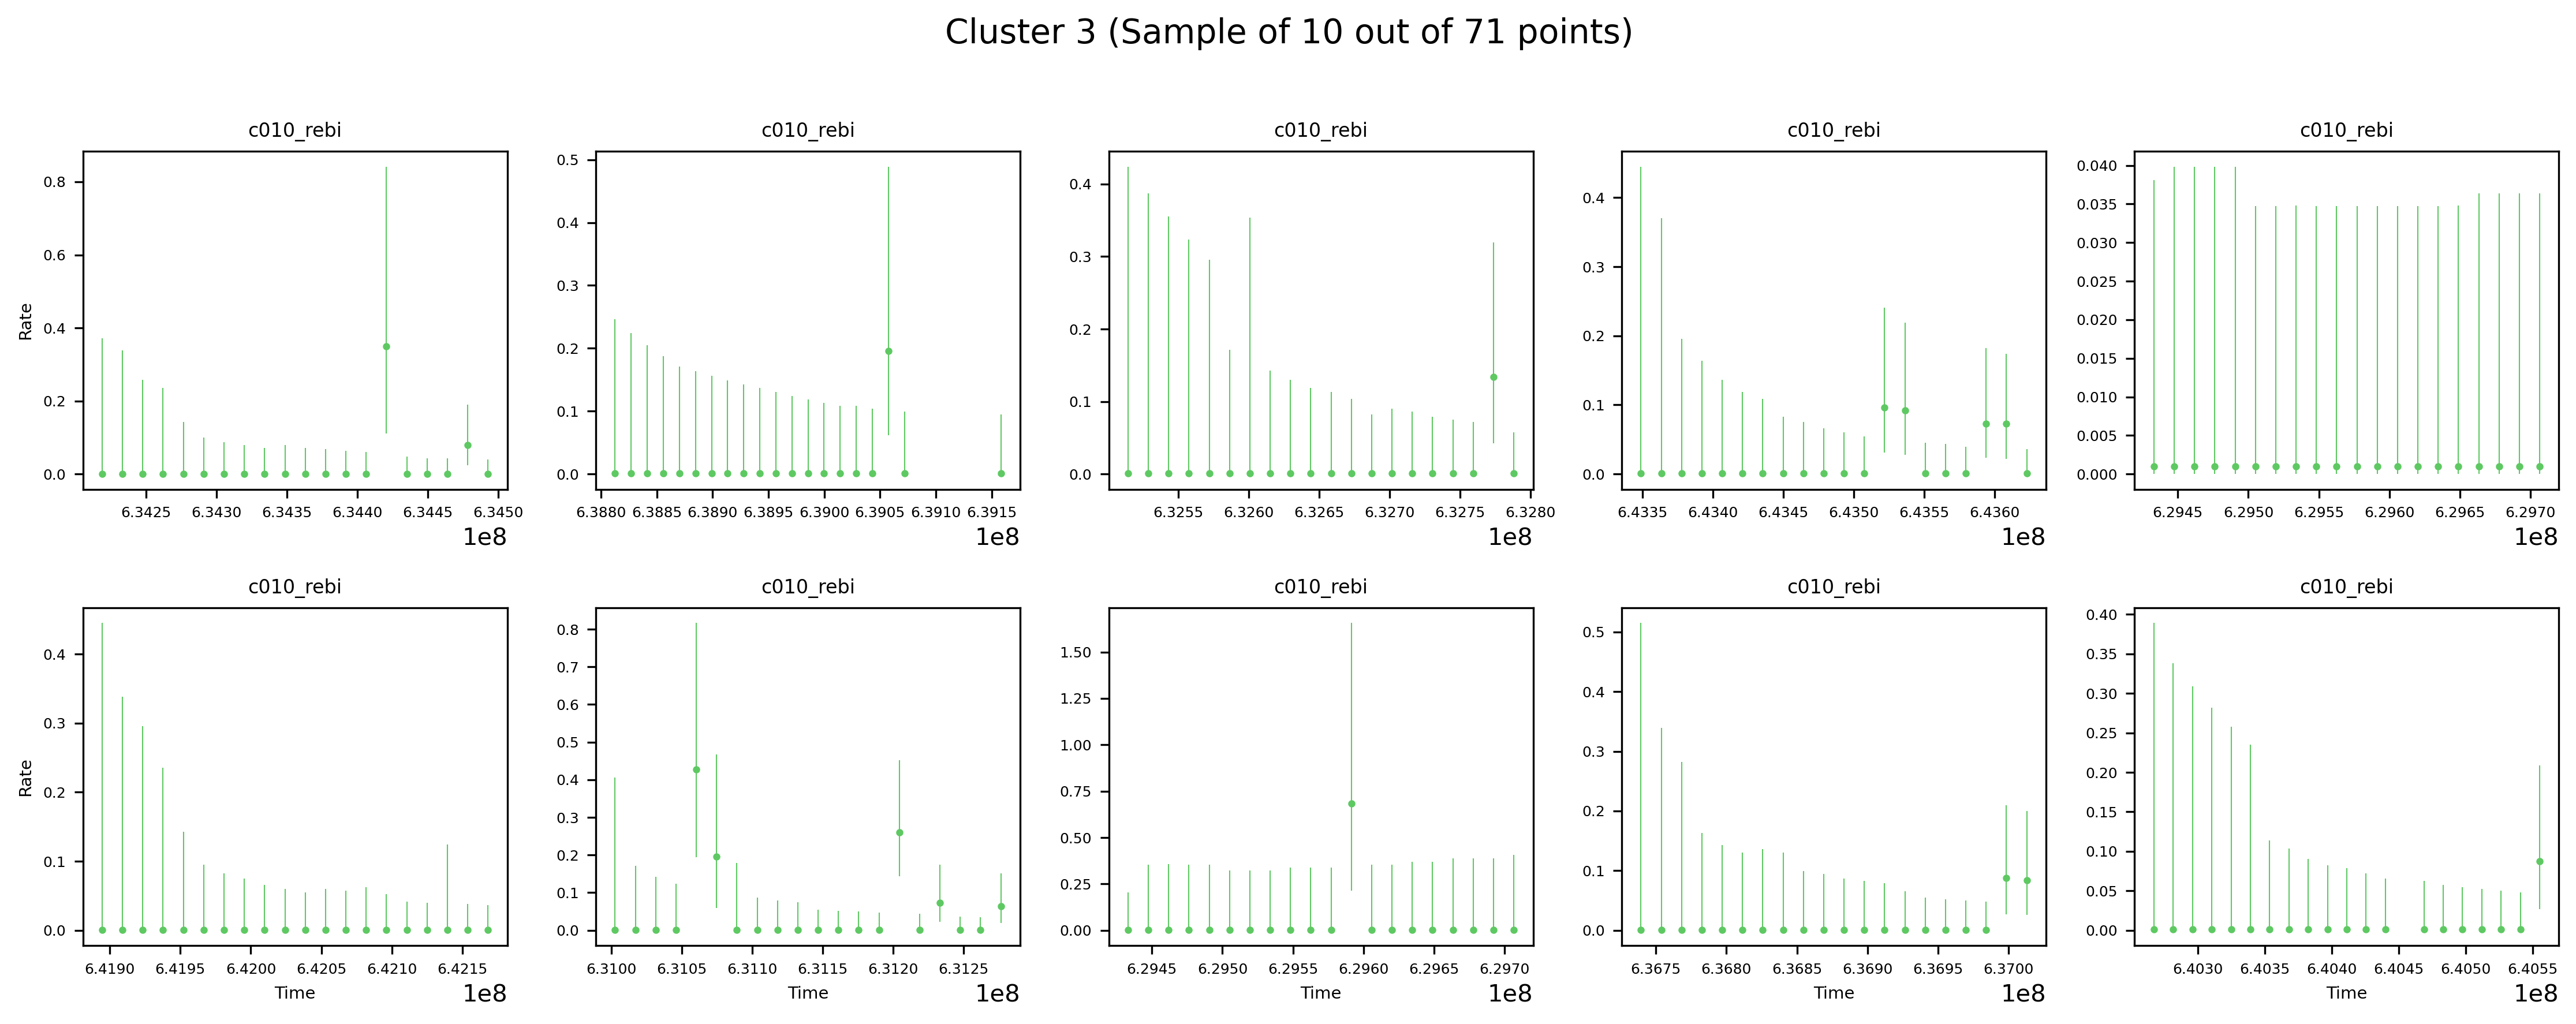 Cluster 3 (Sample of 10 out of 71 points)
c010_rebi
c010_rebi
c010_rebi
c010_rebi
c010_rebi
Rate
0.8
0.6
0.4
0.2
0.0
6.3425 6.3430 6.3435 6.3440 6.3445 6.3450
1e8
0.5
0.4
0.3
0.2
0.1
0.0
6.3880 6.3885 6.3890 6.3895 6.3900 6.3905 6.3910 6.3915
1e8
0.4
0.3
0.2
0.1
0.0
6.3255 6.3260 6.3265 6.3270 6.3275 6.3280
1e8
0.4
0.3
0.2
0.1
0.0
6.4335 6.4340 6.4345 6.4350 6.4355 6.4360
1e8
0.040
0.035
0.030
0.025
0.020
0.015
0.010
0.005
0.000
6.2945 6.2950 6.2955 6.2960 6.2965 6.2970
1e8
c010_rebi
c010_rebi
c010_rebi
c010_rebi
c010_rebi
Rate
0.4
0.3
0.2
0.1
0.0
6.4190 6.4195 6.4200 6.4205 6.4210 6.4215
Time
1e8
0.8
0.7
0.6
0.5
0.4
0.3
0.2
0.1
0.0
6.3100 6.3105 6.3110 6.3115 6.3120 6.3125
Time
1e8
1.50
1.25
1.00
0.75
0.50
0.25
0.00
6.2945 6.2950 6.2955 6.2960 6.2965 6.2970
Time
1e8
0.5
0.4
0.3
0.2
0.1
0.0
6.3675 6.3680 6.3685 6.3690 6.3695 6.3700
Time
1e8
0.40
0.35
0.30
0.25
0.20
0.15
0.10
0.05
0.00
6.4030 6.4035 6.4040 6.4045 6.4050 6.4055
Time
1e8